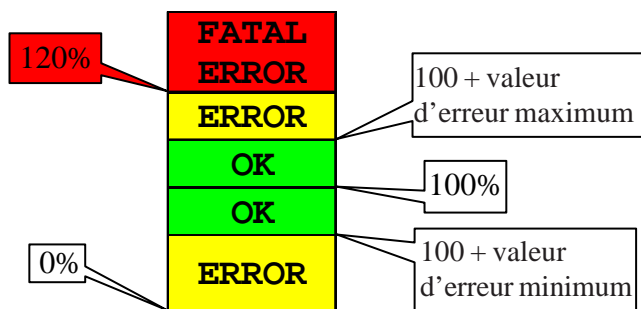 FATAL
ERROR
120%
100 + valeur
d’erreur maximum
ERROR
OK
100%
OK
0%
100 + valeur
d’erreur minimum
ERROR